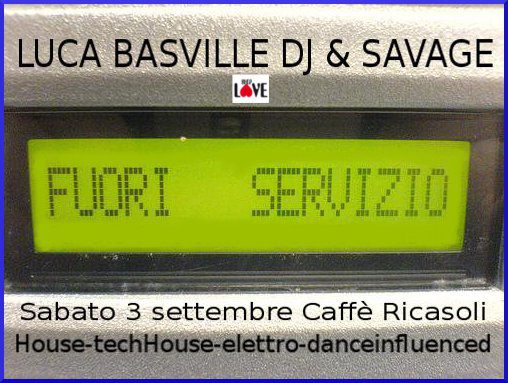 LUCA BASVILLE DJ & SAVAGE
LOVE
FUORI SERVIZIO
Sabato 3 settembre Caffè Ricasoli
House-techHouse-elettro-danceinfluenced